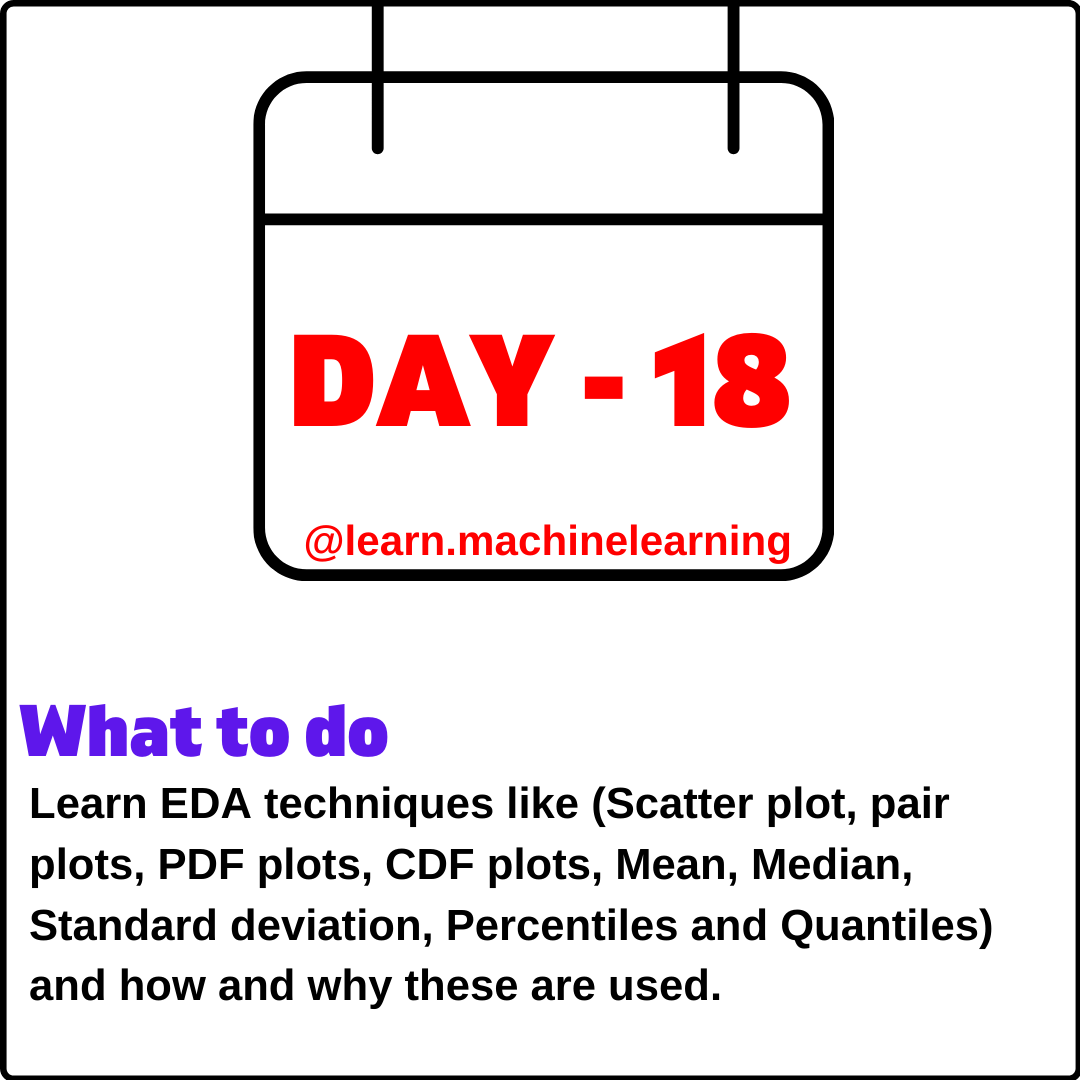 DAY - 18
@learn.machinelearning
What to do
Learn EDA techniques like (Scatter plot, pair
plots, PDF plots, CDF plots, Mean, Median,
Standard deviation, Percentiles and Quantiles)
and how and why these are used.